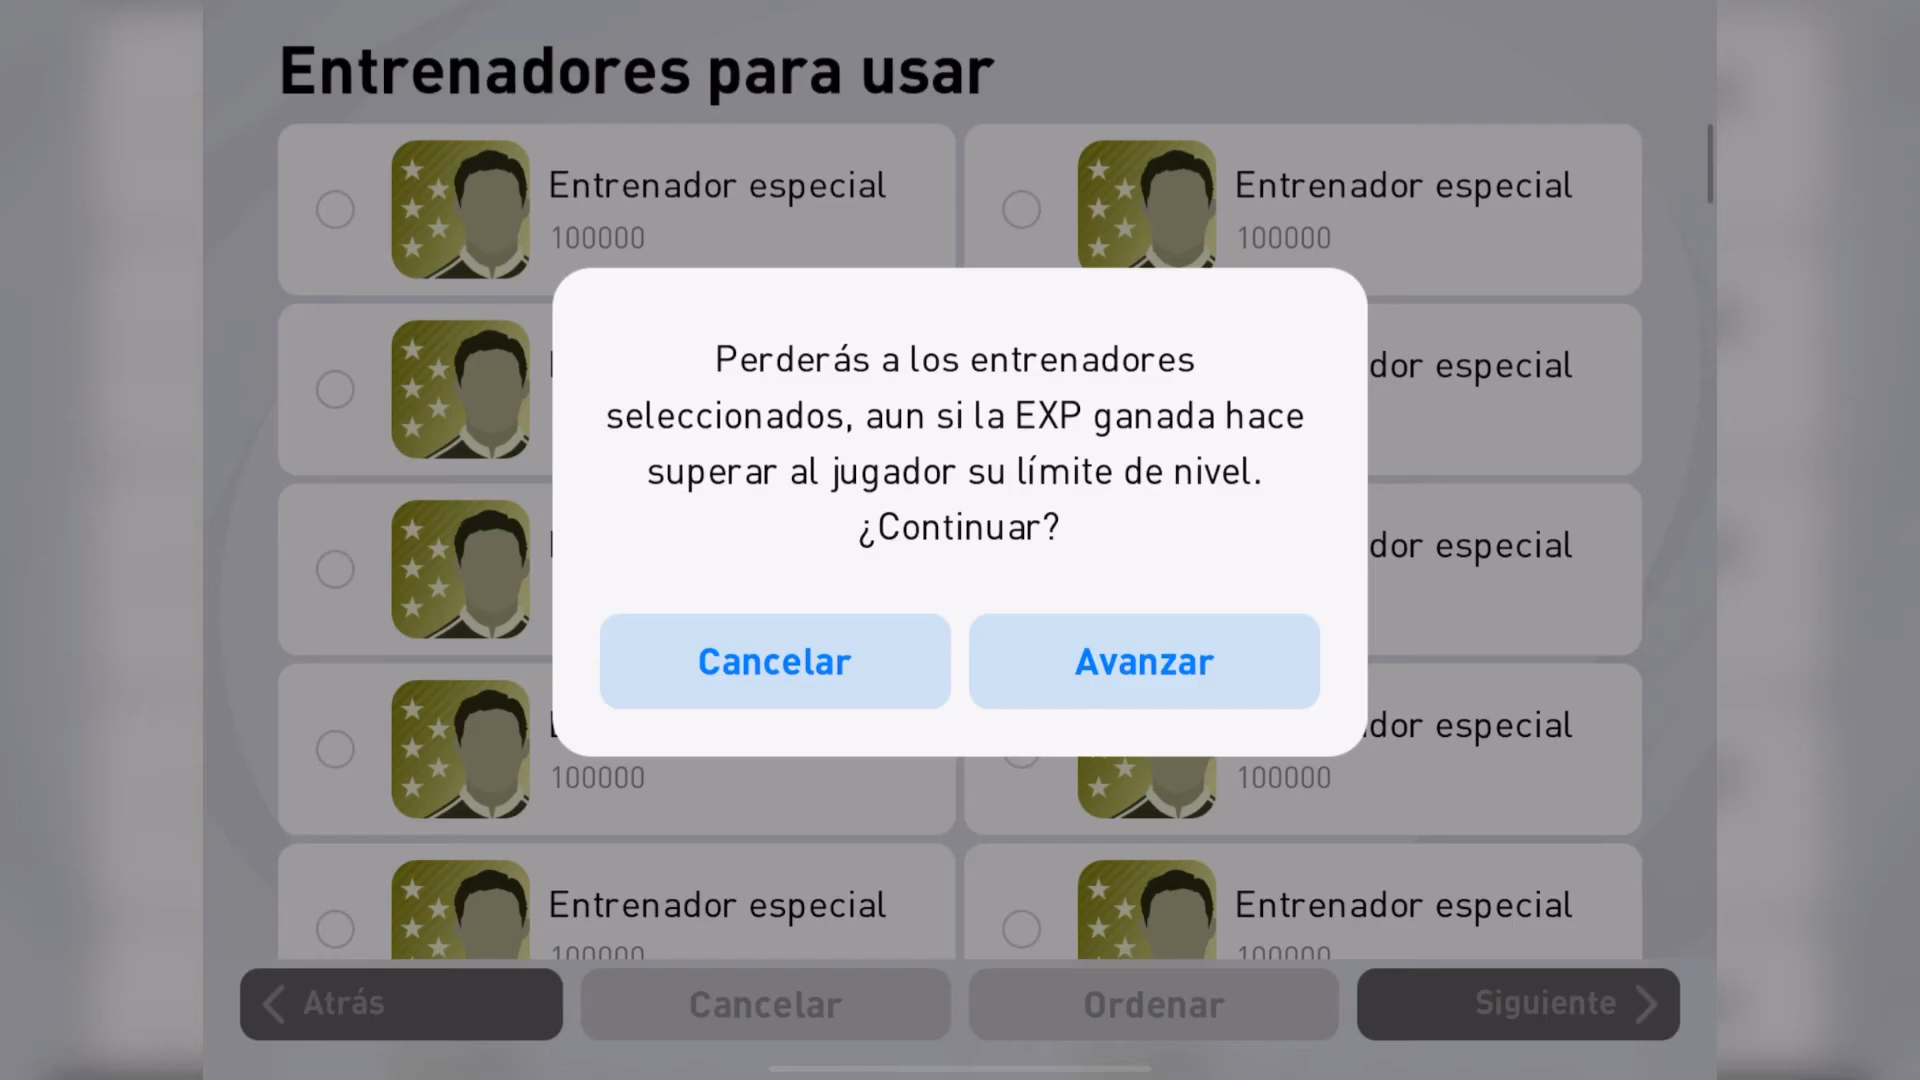 Entrenadores para usar
Entrenador especial
100000
Entrenador especial
100000
dor especial
dor especial
dor especial
100000
100000
Entrenador especial
100000
Entrenador especial
100000
Perderás a los entrenadores
seleccionados, aun si la EXP ganada hace
superar al jugador su límite de nivel.
¿Continuar?
Cancelar
Avanzar
Atrás
Cancelar
Ordenar
Siguiente